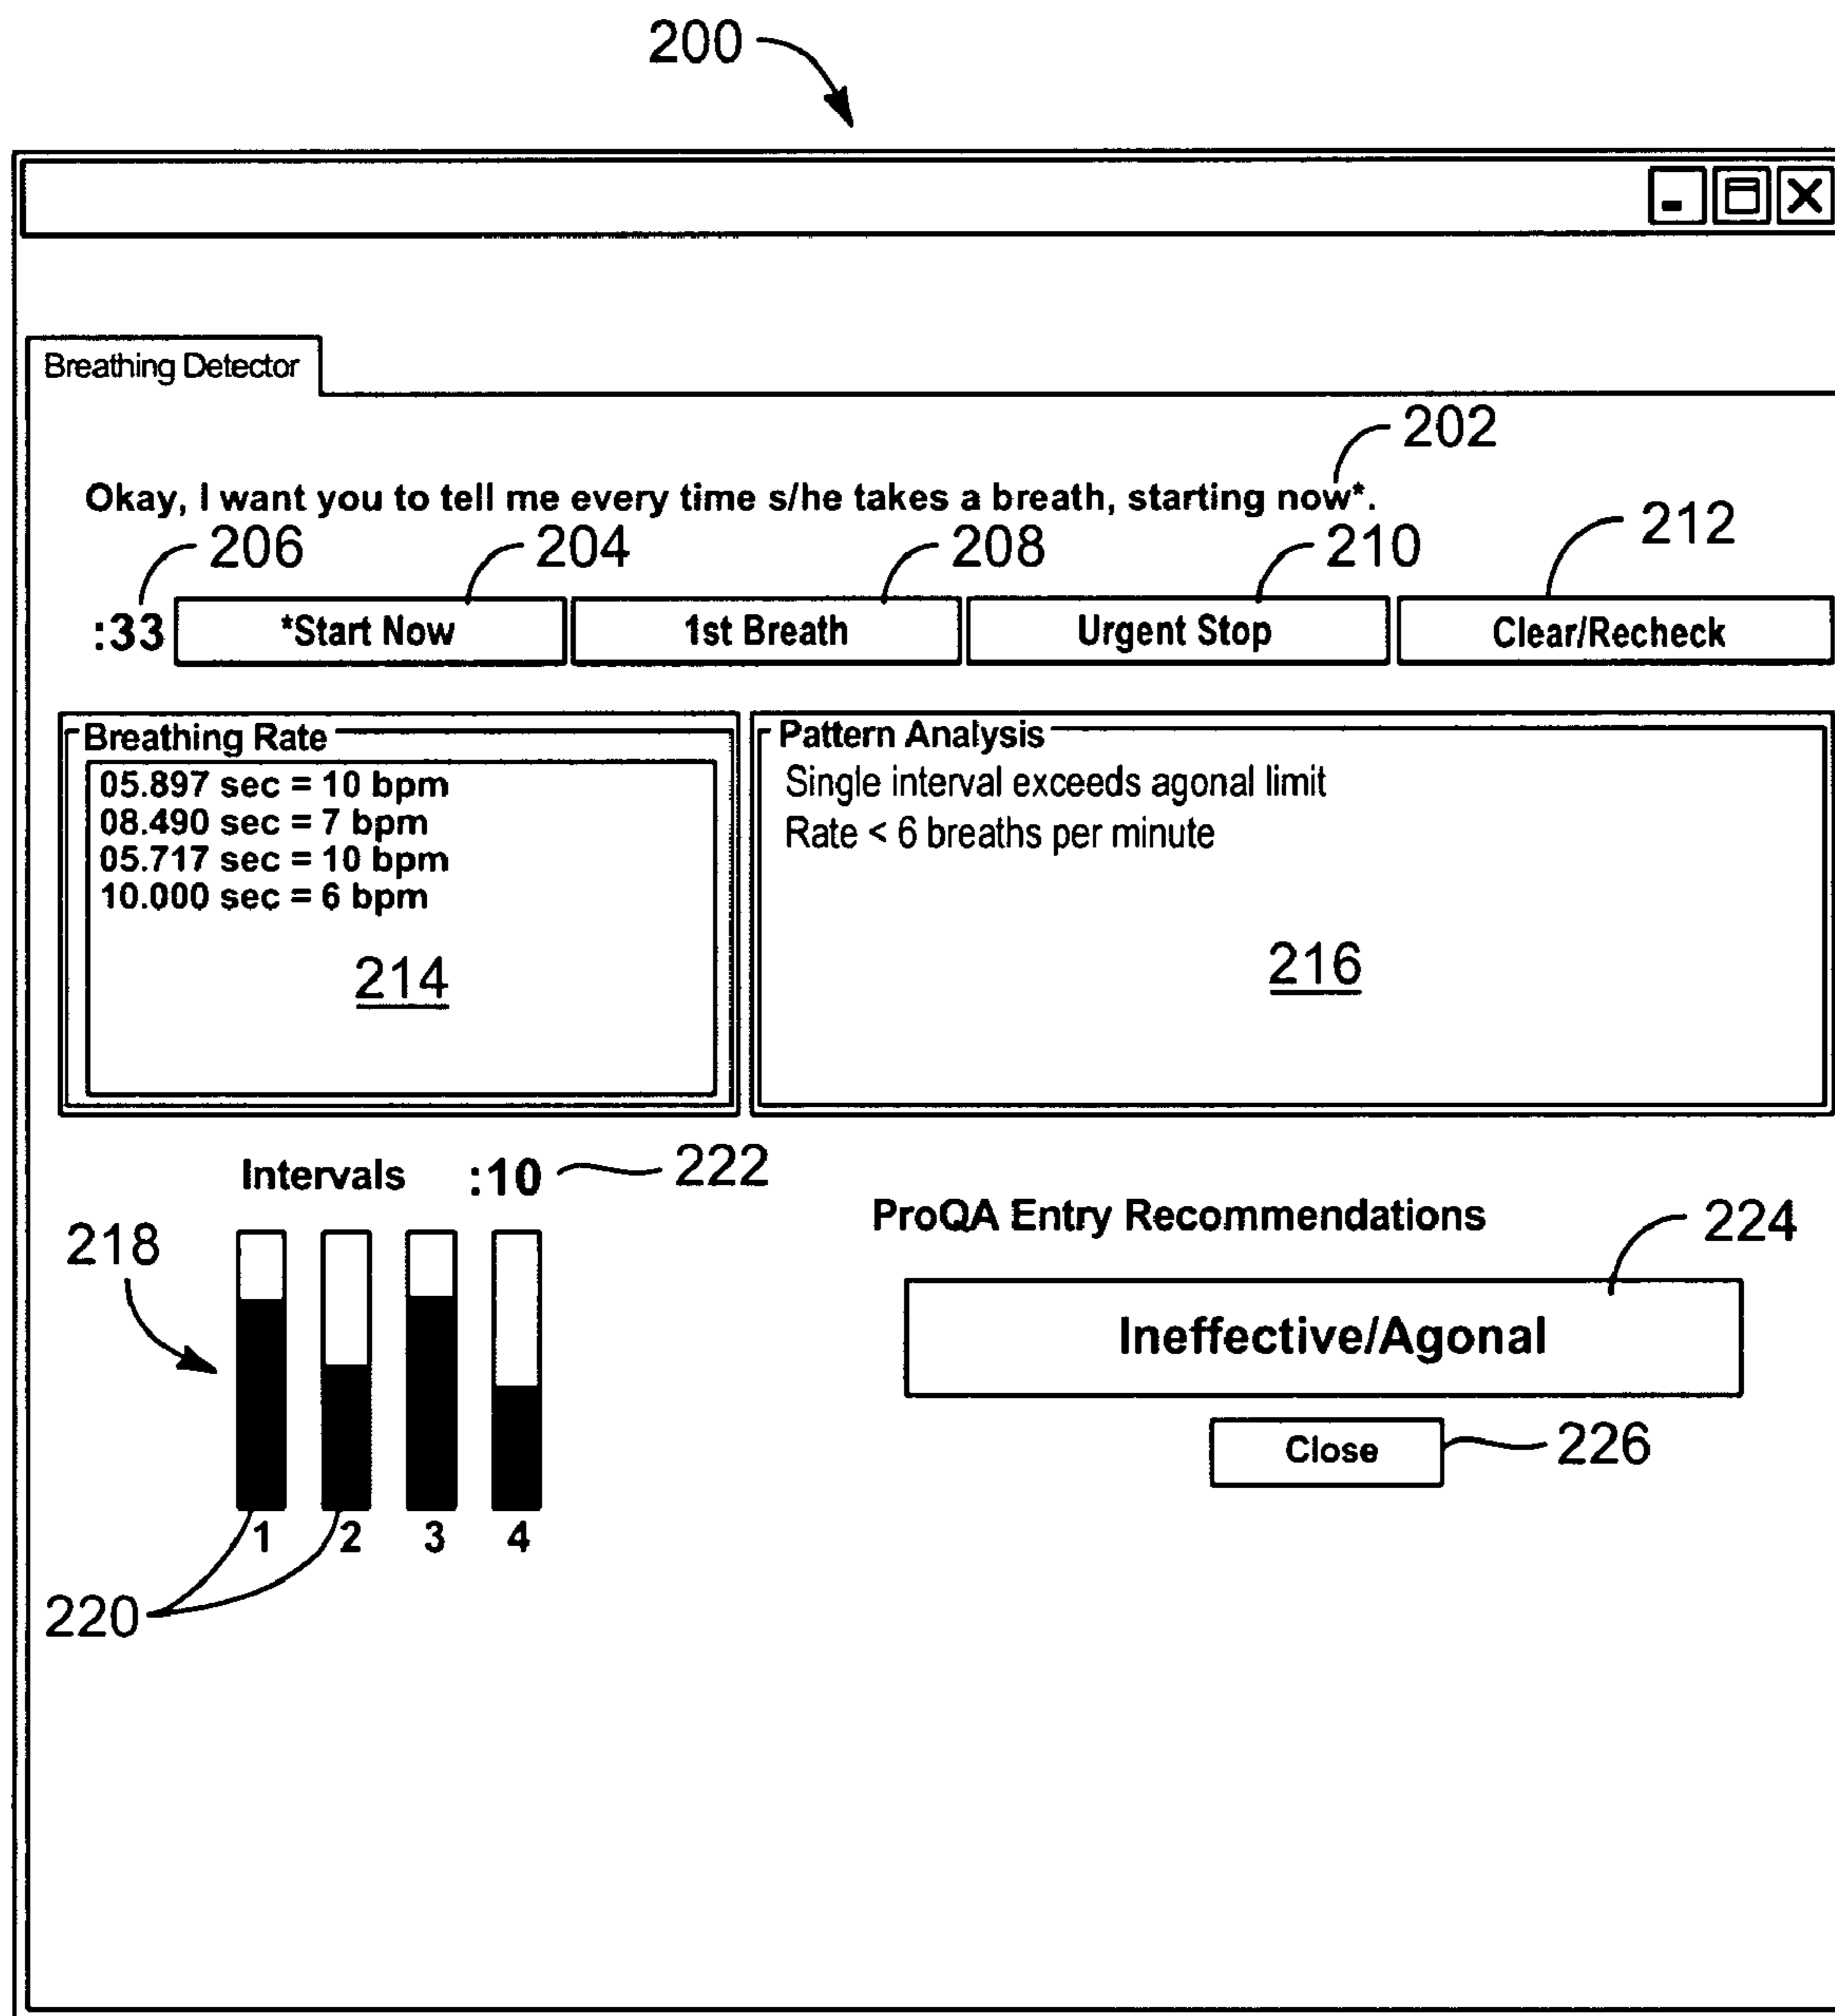 200
Breathing Detector
202
Okay, I want you to tell me every time s/he takes a breath, starting now*.
206 204 208 210 212
:33 *Start Now 1st Breath Urgent Stop Clear/Recheck
Breathing Rate
05.897 sec = 10 bpm
08.490 sec = 7 bpm
05.717 sec = 10 bpm
10.000 sec = 6 bpm
214
Pattern Analysis
Single interval exceeds agonal limit
Rate < 6 breaths per minute
216
Intervals :10 222
218
1 2 3 4
220
ProQA Entry Recommendations
224
Ineffective/Agonal
Close 226